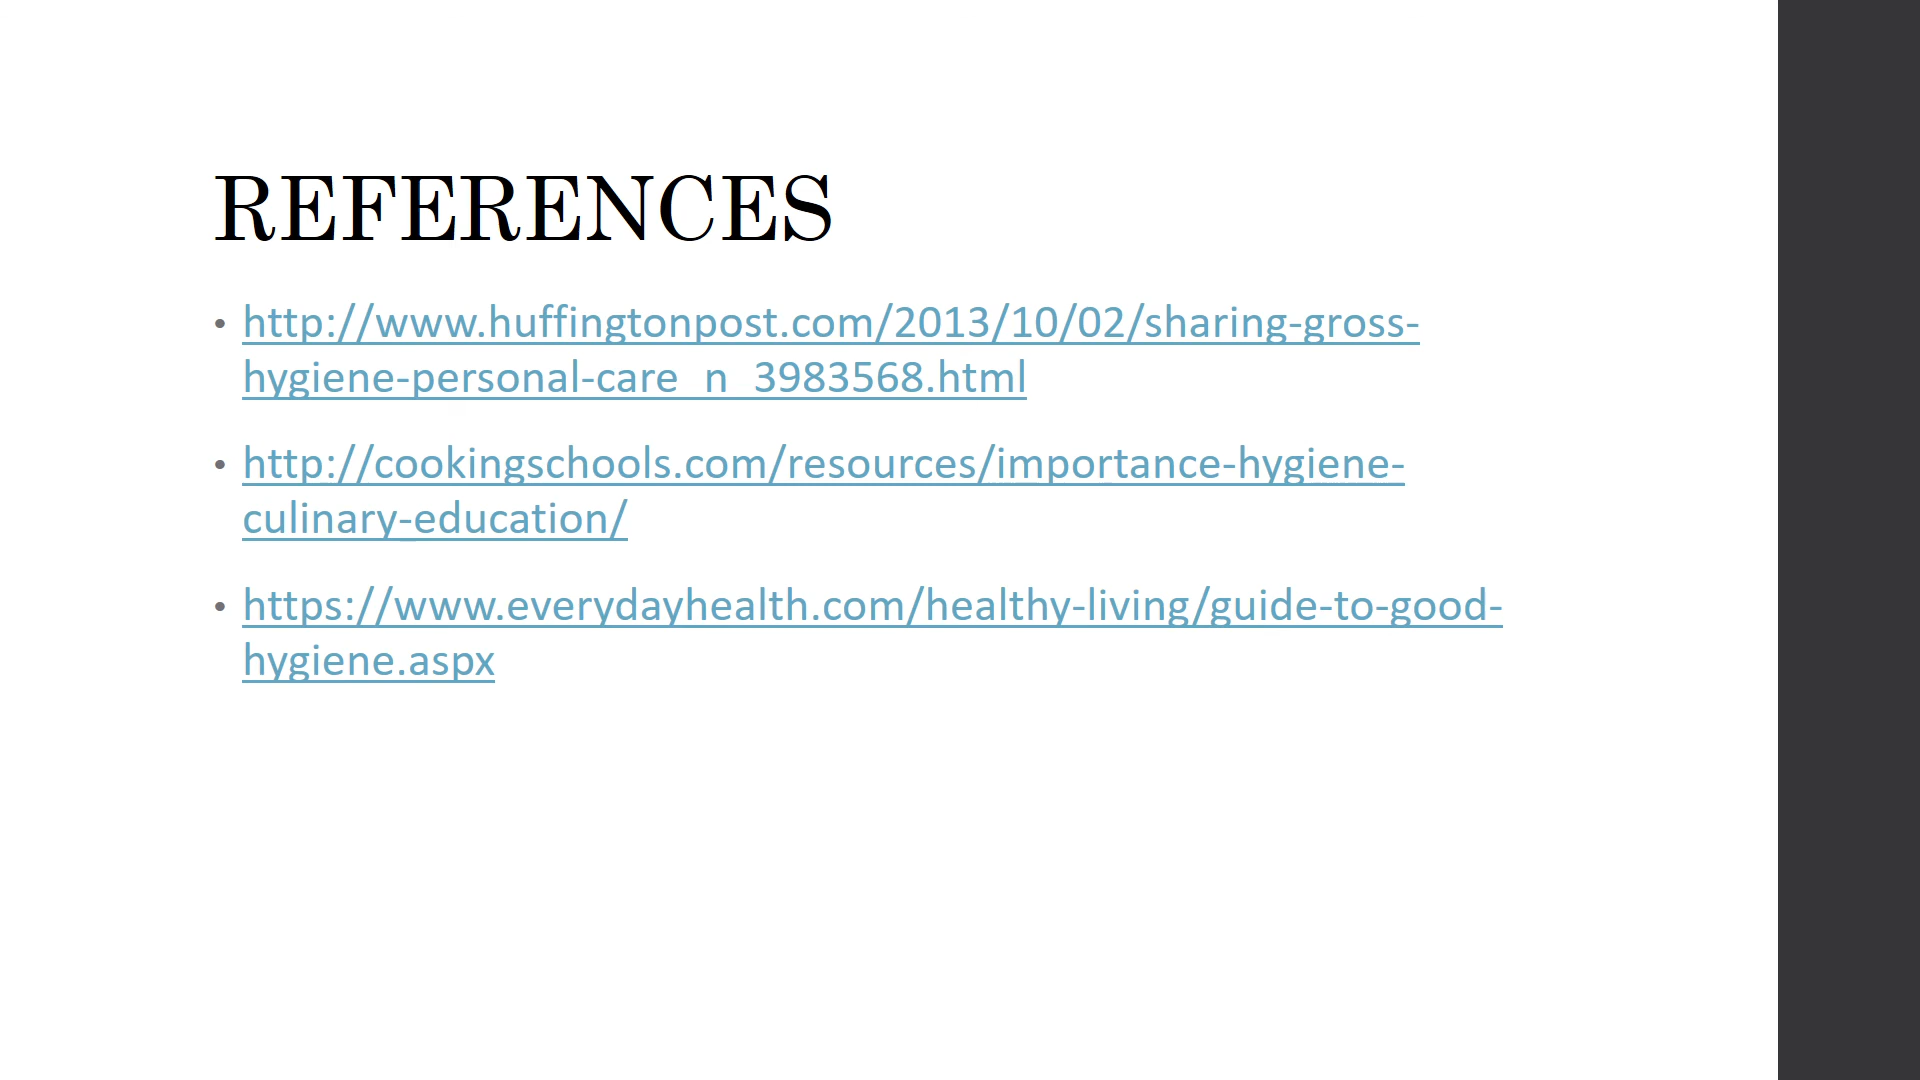 REFERENCES
• http://www.huffingtonpost.com/2013/10/02/sharing-gross-
hygiene-personal-care_n_3983568.html
• http://cookingschools.com/resources/importance-hygiene-
culinary-education/
• https://www.everydayhealth.com/healthy-living/guide-to-good-
hygiene.aspx